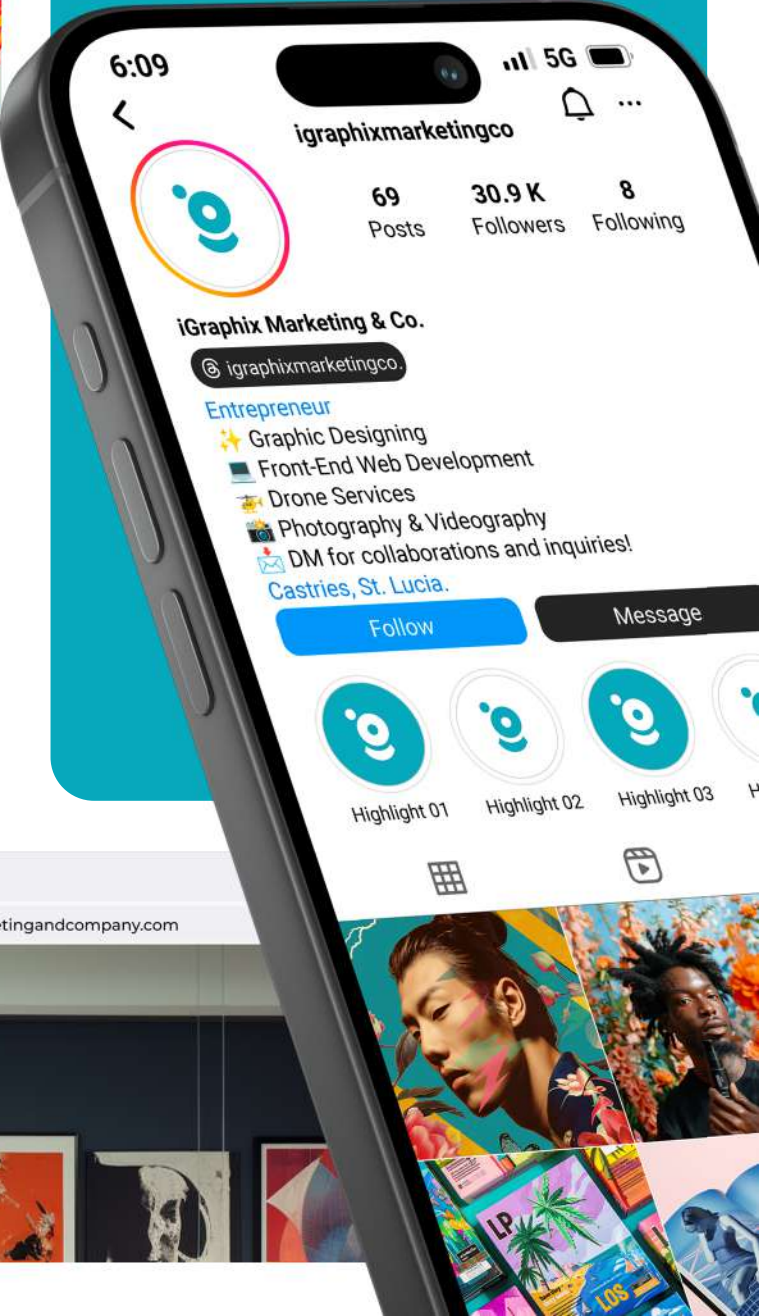 6:09
5G
igraphixmarketingco
69
30.9 K
8
Posts
Followers
Following
iGraphix Marketing & Co.
igraphixmarketingco.
Entrepreneur
Graphic Designing
Front-End Web Development
Drone Services
Photography & Videography
DM for collaborations and inquiries!
Castries, St. Lucia.
Follow
Message
Highlight 01
Highlight 02
Highlight 03
etingandcompany.com
LP
LOS